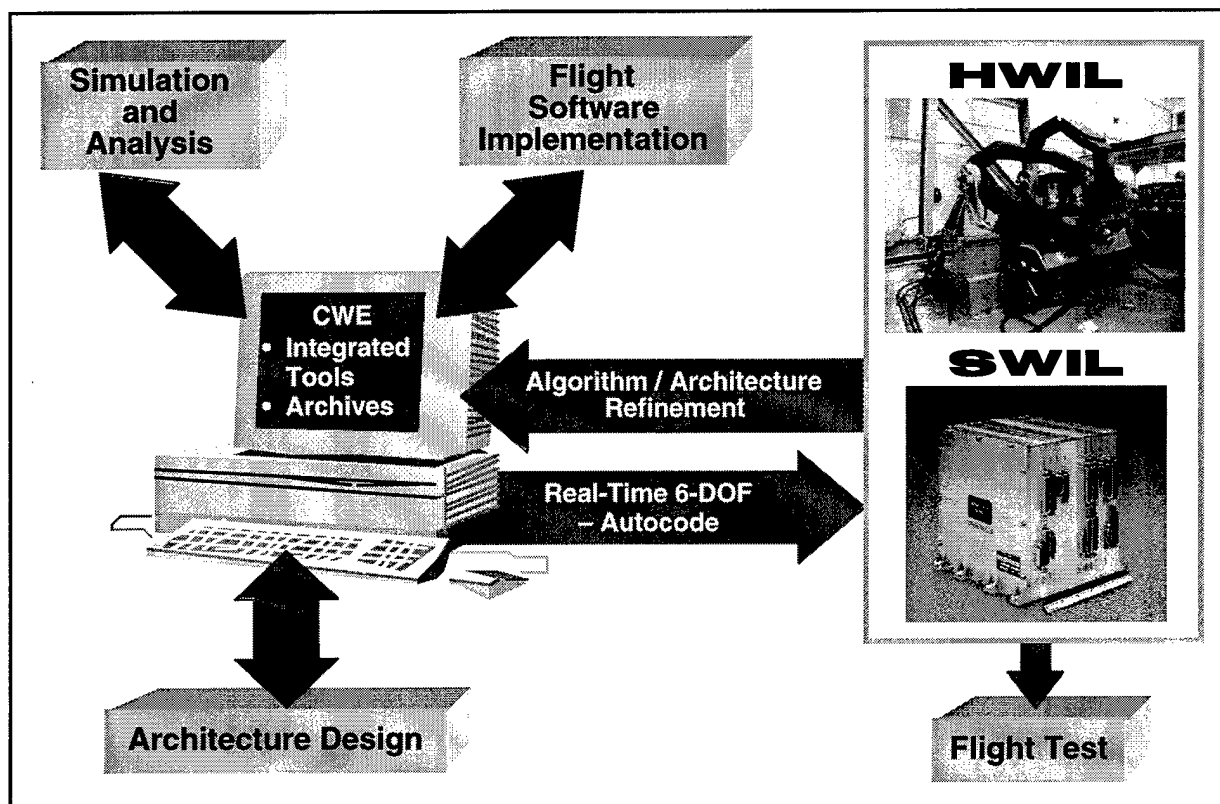 Simulation
and
Analysis
Flight
Software
Implementation
HWIL
CWE
• Integrated
Tools
• Archives
Algorithm / Architecture
Refinement
SWIL
Real-Time 6-DOF
– Autocode
Architecture Design
Flight Test